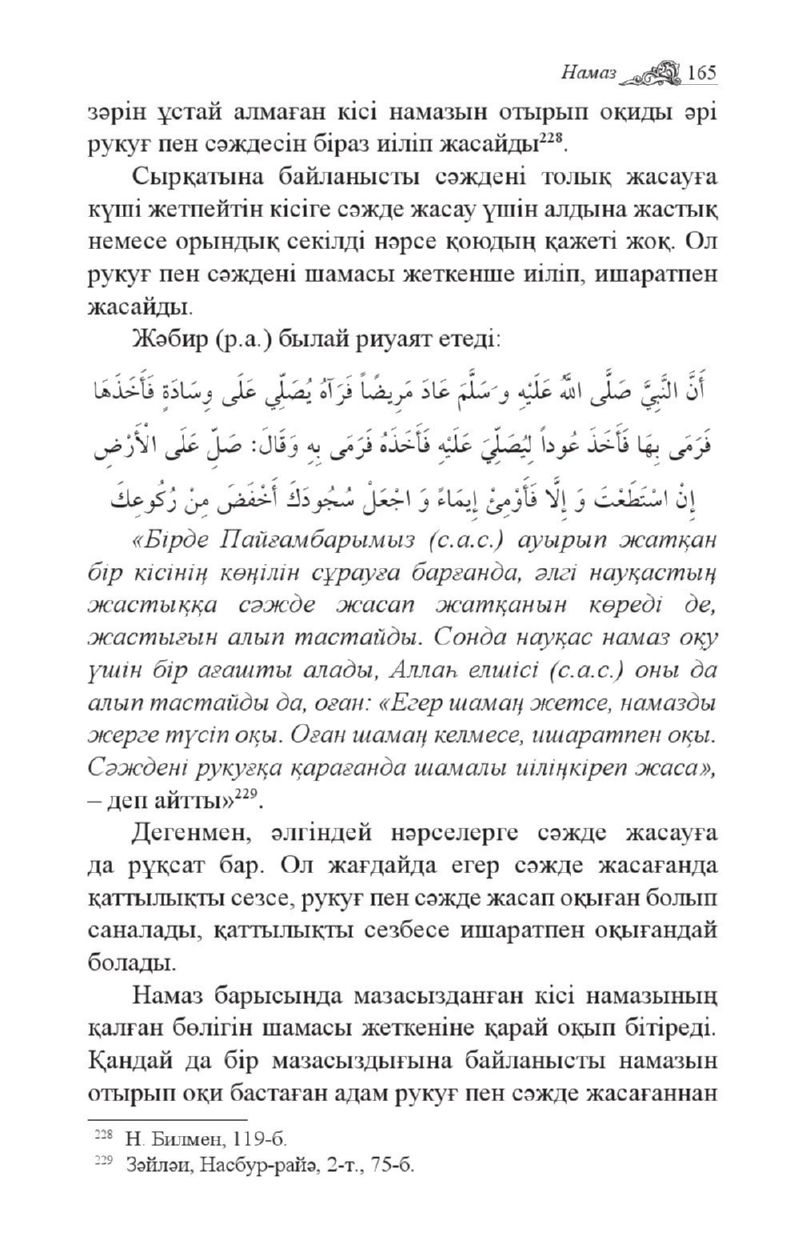 Намаз 165
зәрін ұстай алмаған кісі намазын отырып оқиды әрі
рукуғ пен сәждесін біраз иіліп жасайды²²⁸.
Сырқатына байланысты сәждені толық жасауға
күші жетпейтін кісіге сәжде жасау үшін алдына жастық
немесе орындық секілді нәрсе қоюдың қажеті жоқ. Ол
рукуғ пен сәждені шамасы жеткенше иіліп, ишаратпен
жасайды.
Жәбир (р.а.) былай риуаят етеді:
أَنَّ النَّبِيَّ صَلَّى اللهُ عَلَيْهِ وَسَلَّمَ عَادَ مَرِيضاً فَرَآهُ يُصَلِّي عَلَى وِسَادَةٍ فَأَخَذَهَا
فَرَمَى بِهَا فَأَخَذَ عُوداً لِيُصَلِّيَ عَلَيْهِ فَأَخَذَهُ فَرَمَى بِهِ وَقَالَ: صَلِّ عَلَى الْأَرْضِ
إِنْ اسْتَطَعْتَ وَ إِلَّا فَأَوْمِئْ إِيمَاءً وَ اجْعَلْ سُجُودَكَ أَخْفَضَ مِنْ رُكُوعِكَ
«Бірде Пайғамбарымыз (с.а.с.) ауырып жатқан
бір кісінің көңілін сұрауға барғанда, әлгі науқастың
жастыққа сәжде жасап жатқанын көреді де,
жастығын алып тастайды. Сонда науқас намаз оқу
үшін бір ағашты алады, Аллаһ елшісі (с.а.с.) оны да
алып тастайды да, оған: «Егер шамаң жетсе, намазды
жерге түсіп оқы. Оған шамаң келмесе, ишаратпен оқы.
Сәждені рукуғқа қарағанда шамалы иіліңкіреп жаса»,
– деп айтты»²²⁹.
Дегенмен, әлгіндей нәрселерге сәжде жасауға
да рұқсат бар. Ол жағдайда егер сәжде жасағанда
қаттылықты сезсе, рукуғ пен сәжде жасап оқыған болып
саналады, қаттылықты сезбесе ишаратпен оқығандай
болады.
Намаз барысында мазасызданған кісі намазының
қалған бөлігін шамасы жеткеніне қарай оқып бітіреді.
Қандай да бір мазасыздығына байланысты намазын
отырып оқи бастаған адам рукуғ пен сәжде жасағаннан
²²⁸ Н. Билмен, 119-б.
²²⁹ Зәйләи, Насбур-райә, 2-т., 75-б.